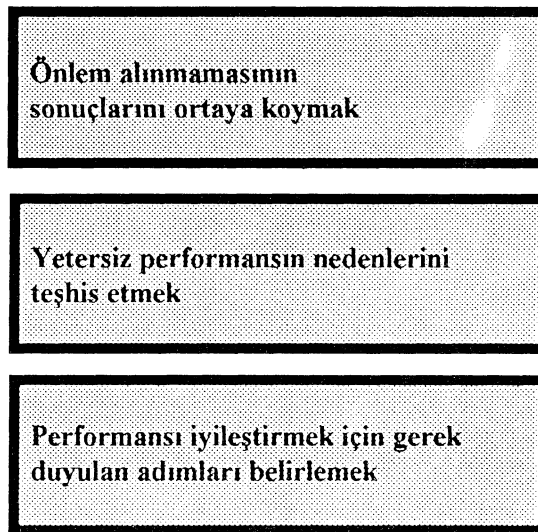 Önlem alınmamasının
sonuçlarını ortaya koymak
Yetersiz performansın nedenlerini
teşhis etmek
Performansı iyileştirmek için gerek
duyulan adımları belirlemek